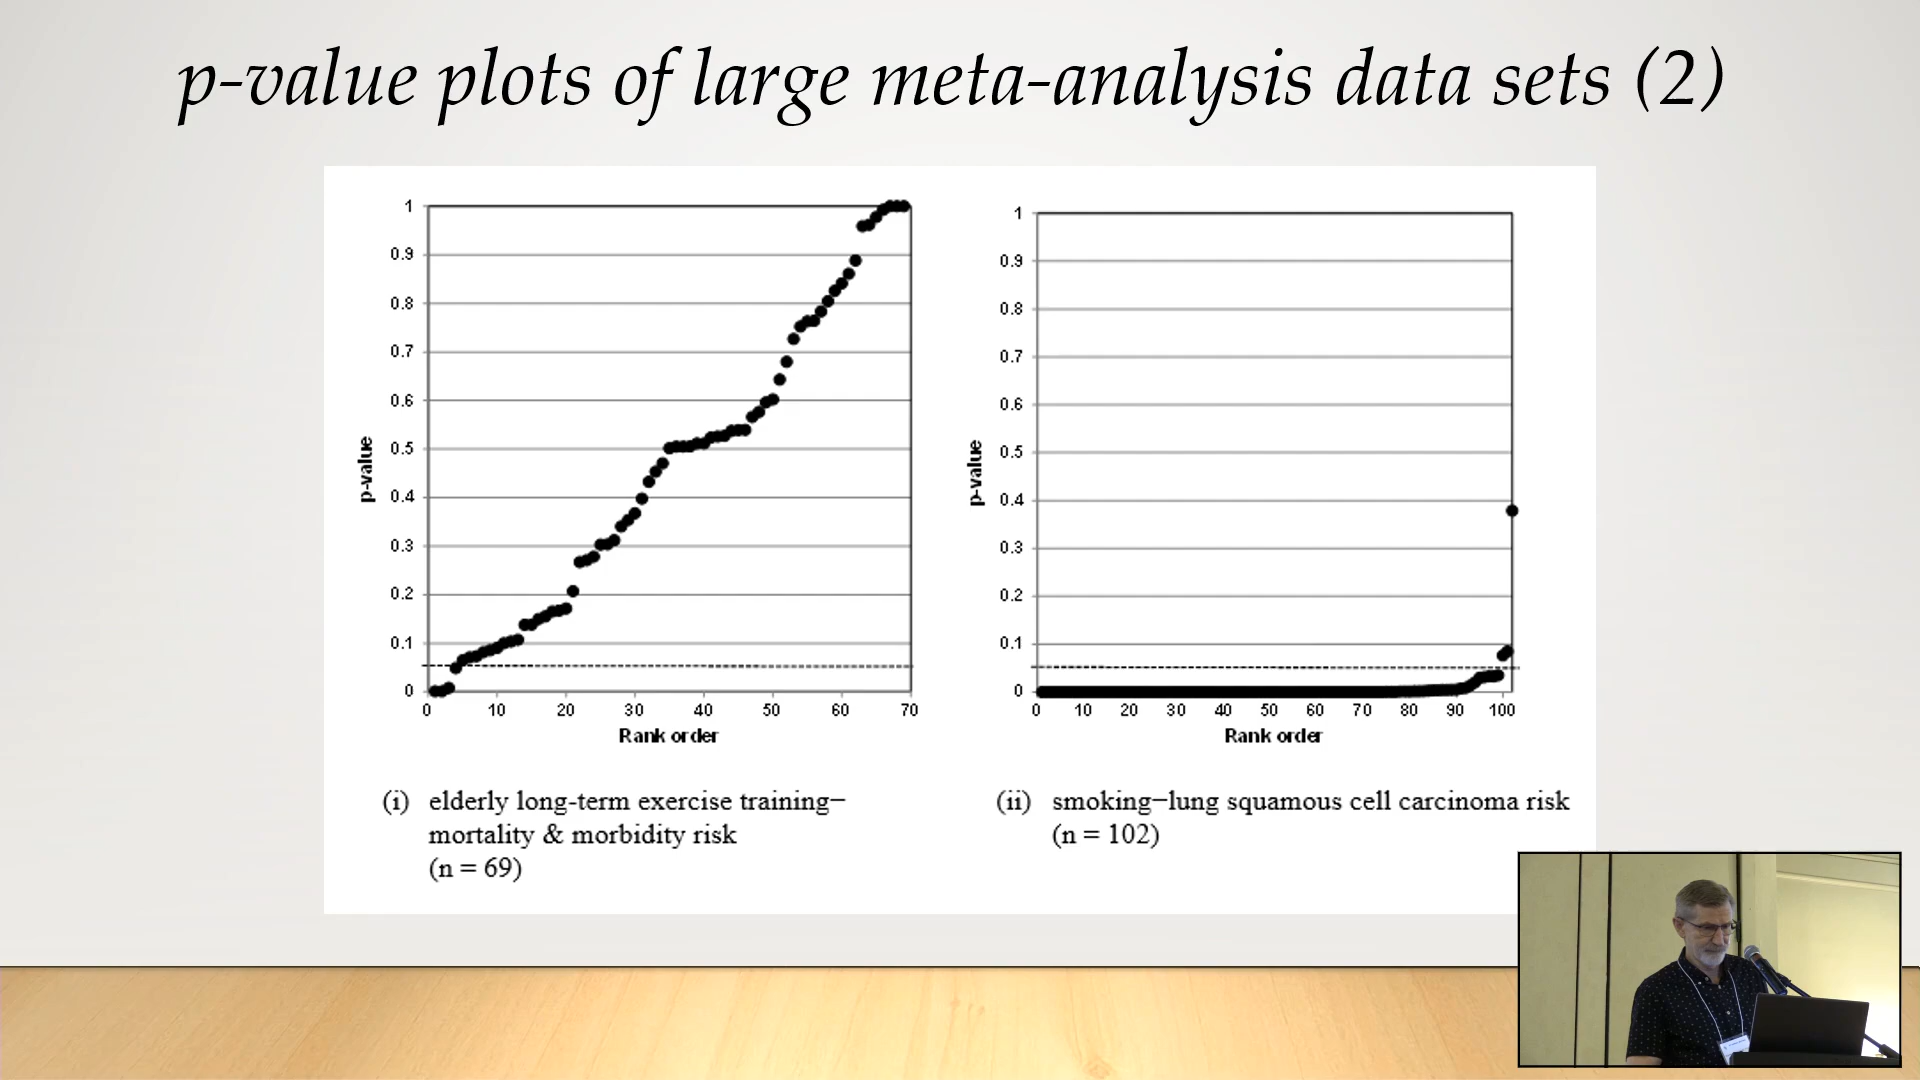 p-value plots of large meta-analysis data sets (2)
1
0.9
0.8
0.7
0.6
0.5
0.4
0.3
0.2
0.1
0
p-value
0 10 20 30 40 50 60 70
Rank order
(i) elderly long-term exercise training−
mortality & morbidity risk
(n = 69)
1
0.9
0.8
0.7
0.6
0.5
0.4
0.3
0.2
0.1
0
p-value
0 10 20 30 40 50 60 70 80 90 100
Rank order
(ii) smoking−lung squamous cell carcinoma risk
(n = 102)